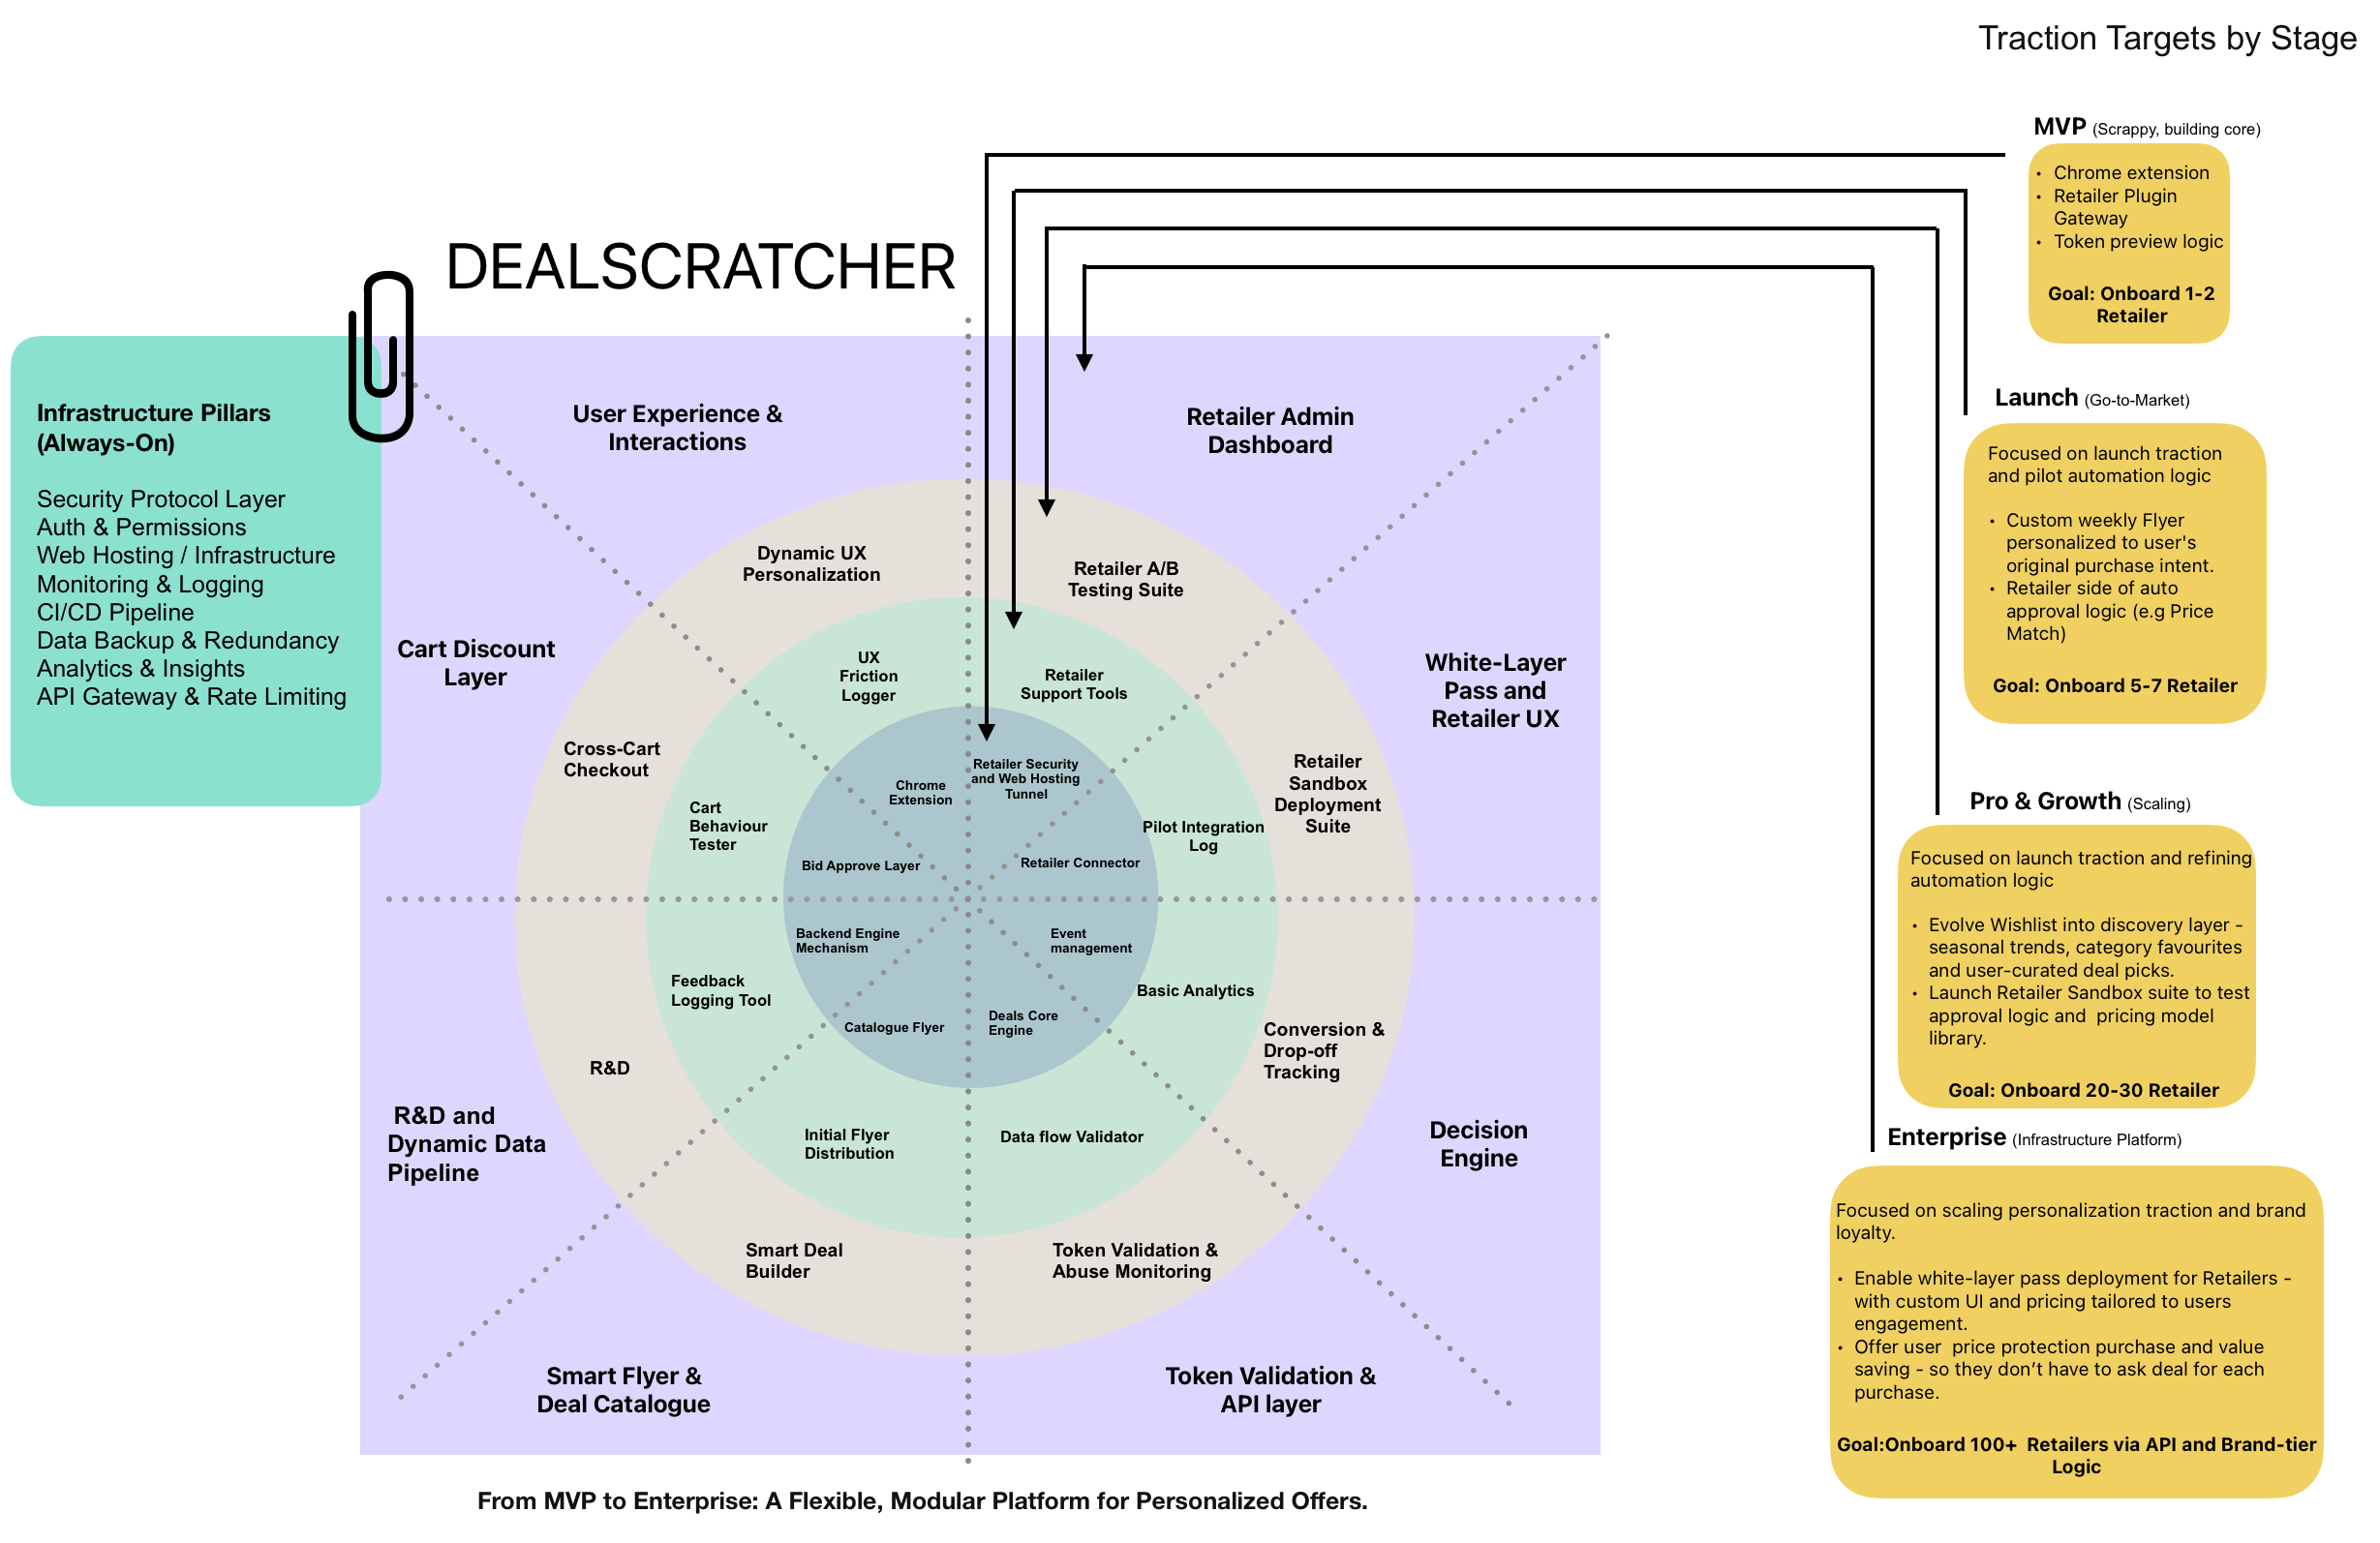 Traction Targets by Stage
DEALSCRATCHER
Infrastructure Pillars
(Always-On)
Security Protocol Layer
Auth & Permissions
Web Hosting / Infrastructure
Monitoring & Logging
CI/CD Pipeline
Data Backup & Redundancy
Analytics & Insights
API Gateway & Rate Limiting
User Experience &
Interactions
Retailer Admin
Dashboard
Cart Discount
Layer
White-Layer
Pass and
Retailer UX
R&D and
Dynamic Data
Pipeline
Decision
Engine
Smart Flyer &
Deal Catalogue
Token Validation &
API layer
Dynamic UX
Personalization
Retailer A/B
Testing Suite
Cross-Cart
Checkout
Retailer
Sandbox
Deployment
Suite
R&D
Conversion &
Drop-off
Tracking
Smart Deal
Builder
Token Validation &
Abuse Monitoring
UX
Friction
Logger
Retailer
Support Tools
Cart
Behaviour
Tester
Pilot Integration
Log
Feedback
Logging Tool
Basic Analytics
Initial Flyer
Distribution
Data flow Validator
Chrome
Extension
Retailer Security
and Web Hosting
Tunnel
Bid Approve Layer
Retailer Connector
Backend Engine
Mechanism
Event
management
Catalogue Flyer
Deals Core
Engine
From MVP to Enterprise: A Flexible, Modular Platform for Personalized Offers.
MVP (Scrappy, building core)
• Chrome extension
• Retailer Plugin
Gateway
• Token preview logic
Goal: Onboard 1-2
Retailer
Launch (Go-to-Market)
Focused on launch traction
and pilot automation logic
• Custom weekly Flyer
personalized to user's
original purchase intent.
• Retailer side of auto
approval logic (e.g Price
Match)
Goal: Onboard 5-7 Retailer
Pro & Growth (Scaling)
Focused on launch traction and refining
automation logic
• Evolve Wishlist into discovery layer -
seasonal trends, category favourites
and user-curated deal picks.
• Launch Retailer Sandbox suite to test
approval logic and pricing model
library.
Goal: Onboard 20-30 Retailer
Enterprise (Infrastructure Platform)
Focused on scaling personalization traction and brand
loyalty.
• Enable white-layer pass deployment for Retailers -
with custom UI and pricing tailored to users
engagement.
• Offer user price protection purchase and value
saving - so they don’t have to ask deal for each
purchase.
Goal:Onboard 100+ Retailers via API and Brand-tier
Logic